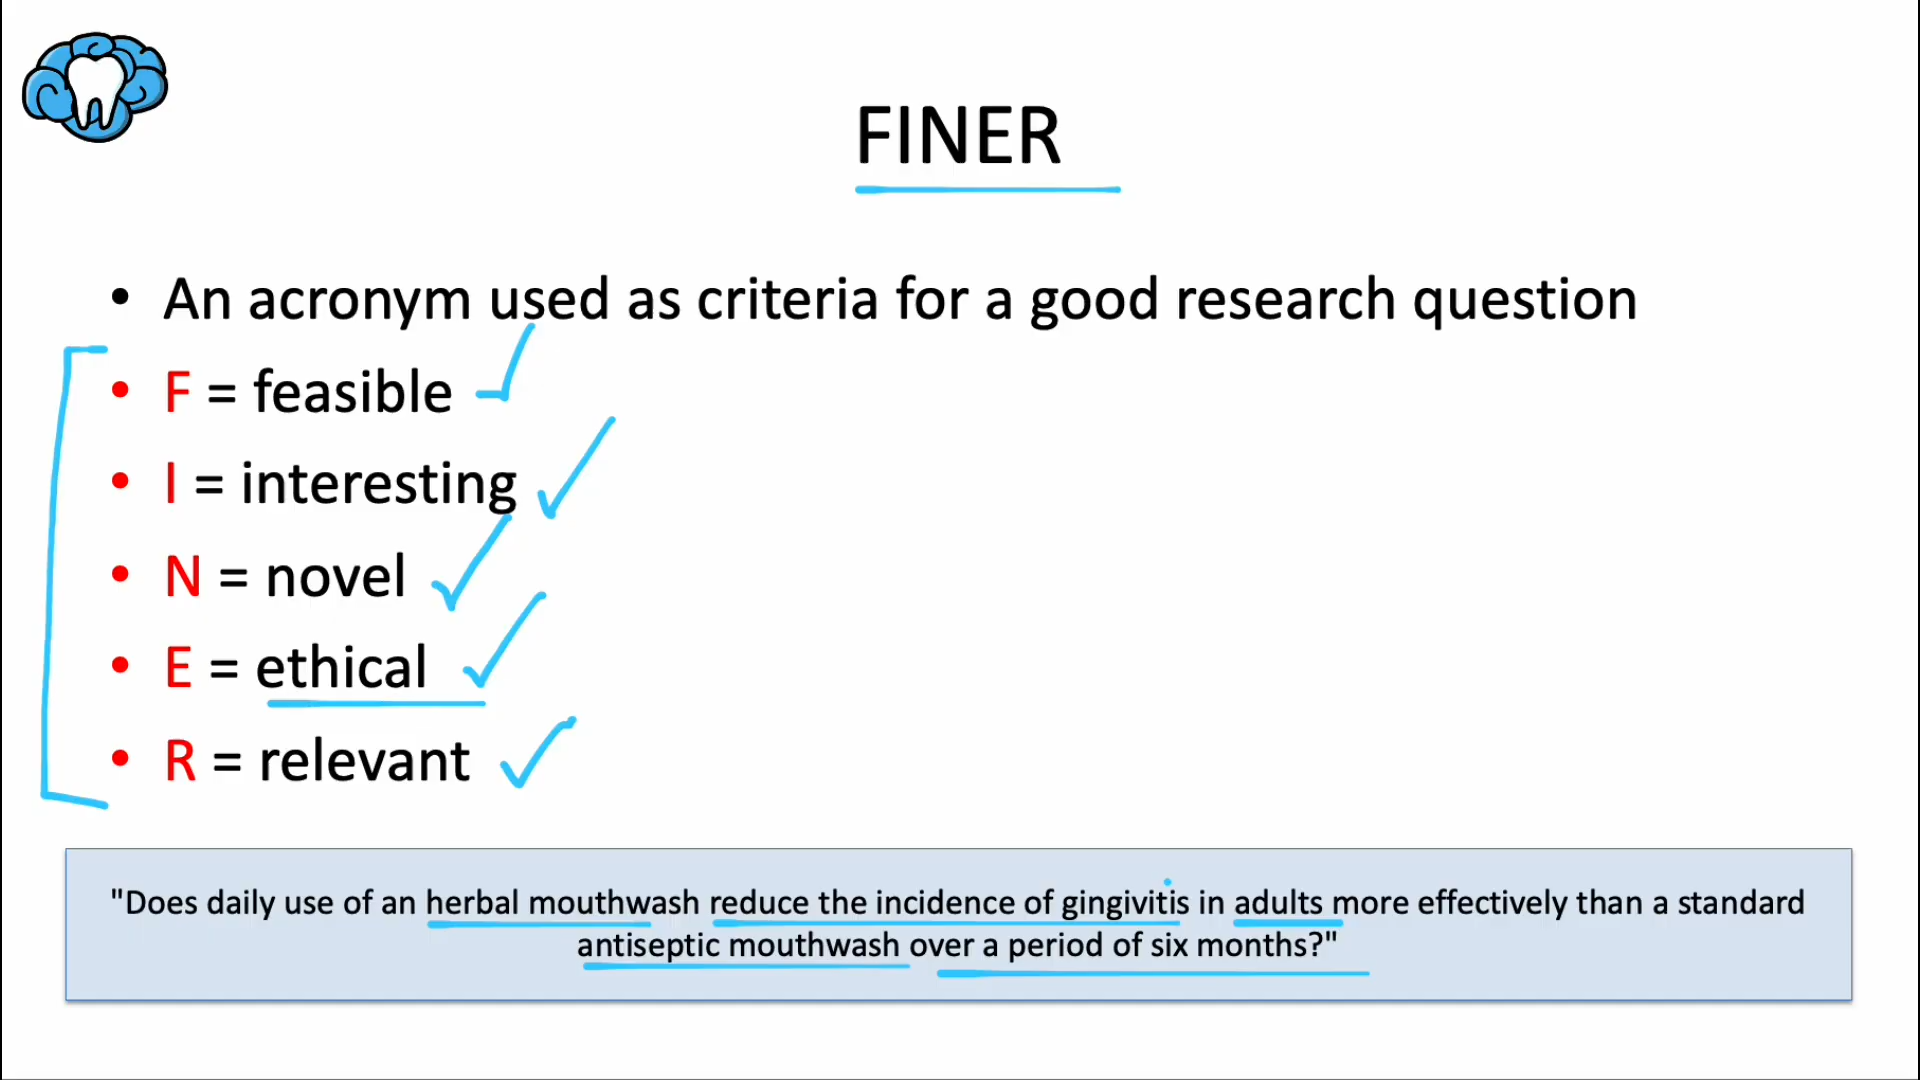 FINER
• An acronym used as criteria for a good research question
• F = feasible
• I = interesting
• N = novel
• E = ethical
• R = relevant
"Does daily use of an herbal mouthwash reduce the incidence of gingivitis in adults more effectively than a standard
antiseptic mouthwash over a period of six months?"